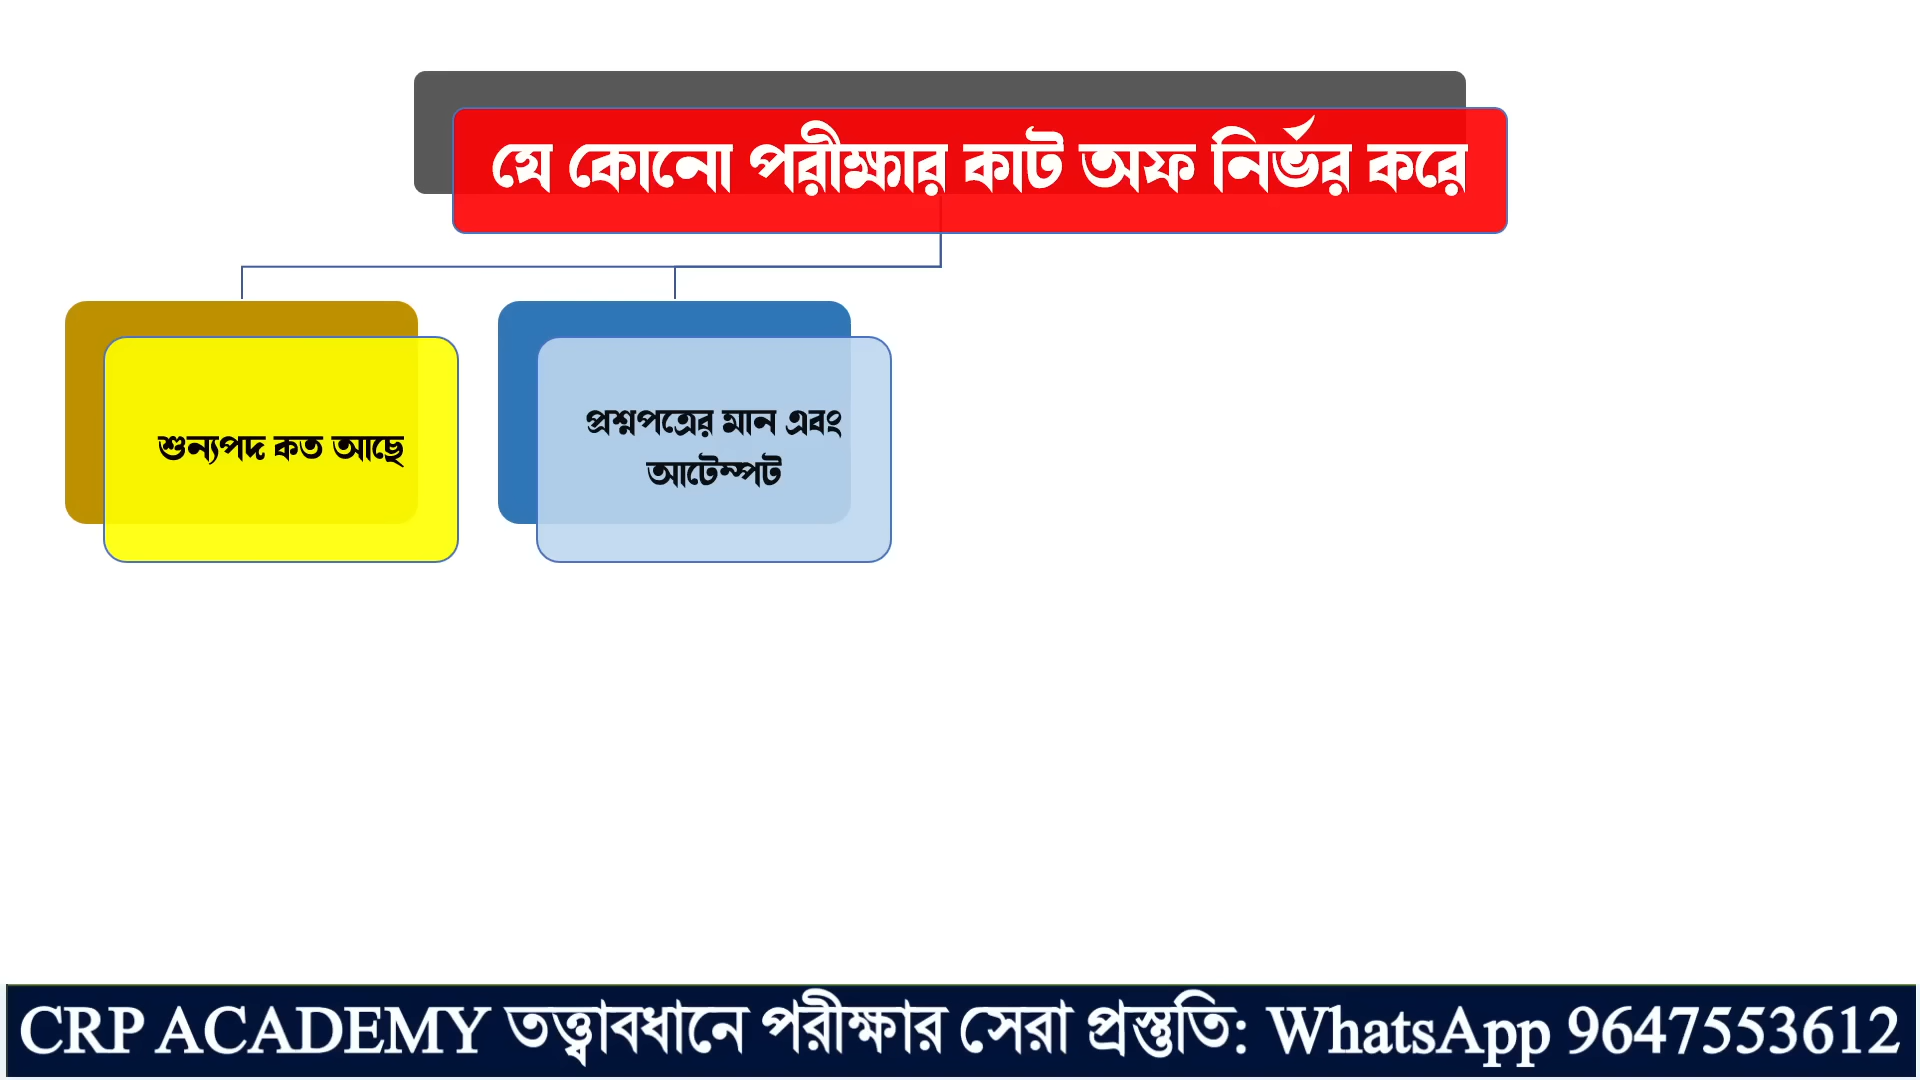 যে কোনো পরীক্ষার কাট অফ নির্ভর করে
শুন্যপদ কত আছে
প্রশ্নপত্রের মান এবং
আটেম্পট
CRP ACADEMY তত্ত্বাবধানে পরীক্ষার সেরা প্রস্তুতি: WhatsApp 9647553612